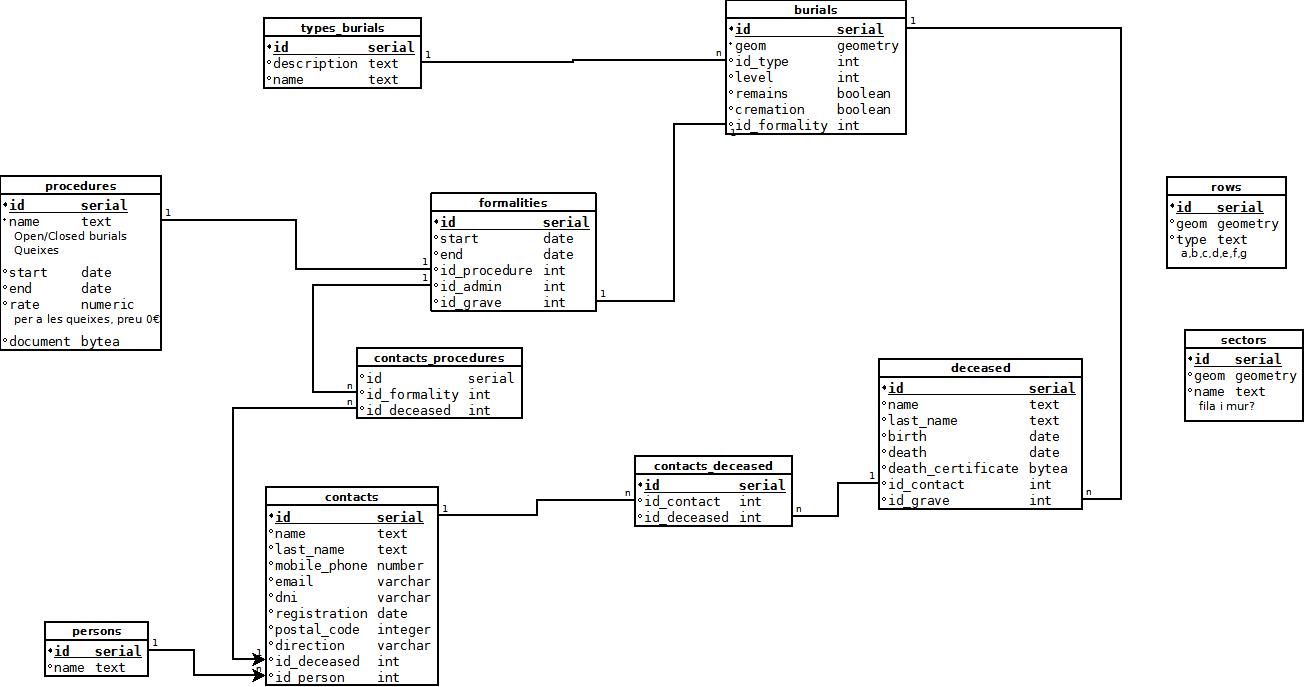 types_burials
id serial
description text
name text
1
n
burials
id serial
geom geometry
id_type int
level int
remains boolean
cremation boolean
id_formality int
1
1
procedures
id serial
name text
Open/Closed burials
Queixes
start date
end date
rate numeric
per a les queixes, preu 0€
document bytea
1
formalities
id serial
start date
end date
id_procedure int
id_admin int
id_grave int
1
1
1
rows
id serial
geom geometry
type text
a,b,c,d,e,f,g
sectors
id serial
geom geometry
name text
fila i mur?
contacts_procedures
id serial
id_formality int
id_deceased int
n
n
deceased
id serial
name text
last_name text
birth date
death date
death_certificate bytea
id_contact int
id_grave int
1
n
contacts_deceased
id serial
id_contact int
id_deceased int
n
n
contacts
id serial
name text
last_name text
mobile_phone number
email varchar
dni varchar
registration date
postal_code integer
direction varchar
id_deceased int
id_person int
1
1
n
persons
id serial
name text
1